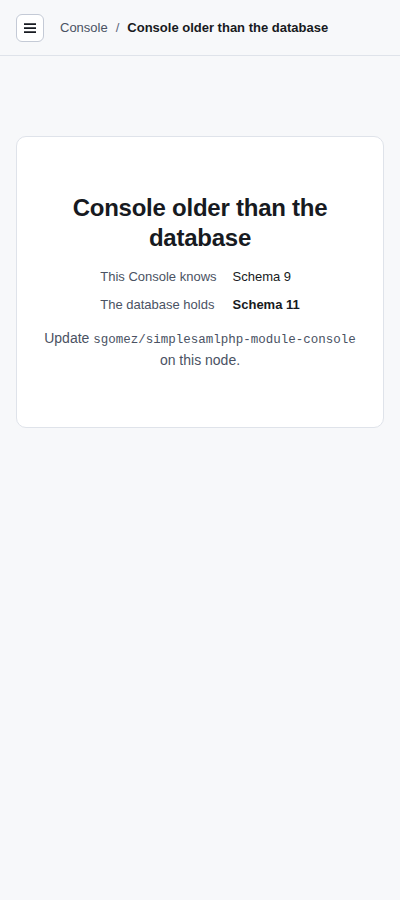 Console / Console older than the database
Console older than the
database
This Console knows Schema 9
The database holds Schema 11
Update sgomez/simplesamlphp-module-console
on this node.